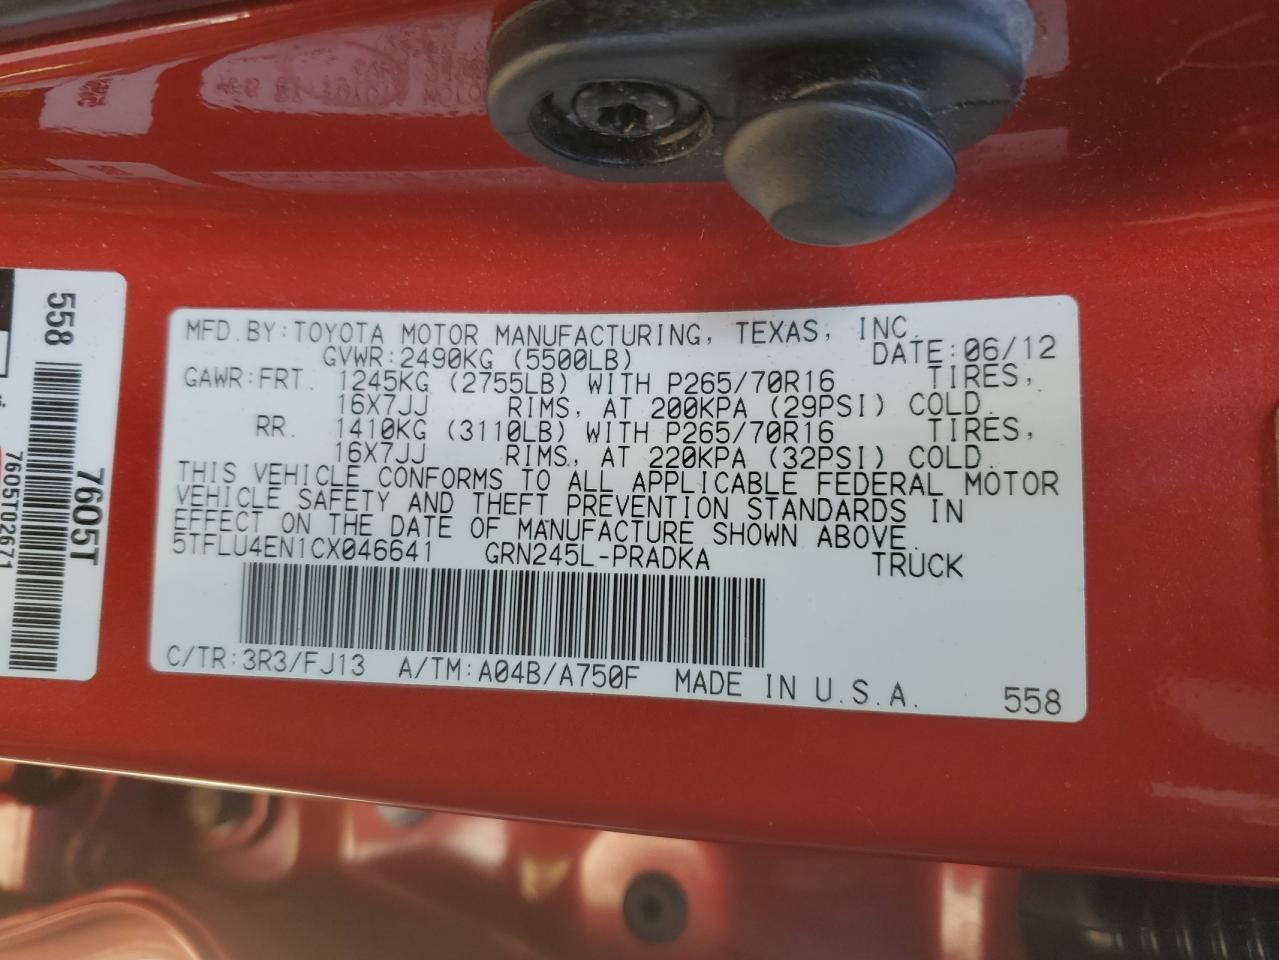 MFD. BY: TOYOTA MOTOR MANUFACTURING, TEXAS, INC.
GVWR: 2490KG (5500LB) DATE: 06/12
GAWR: FRT. 1245KG (2755LB) WITH P265/70R16 TIRES,
16X7JJ RIMS, AT 200KPA (29PSI) COLD.
RR. 1410KG (3110LB) WITH P265/70R16 TIRES,
16X7JJ RIMS, AT 220KPA (32PSI) COLD.
THIS VEHICLE CONFORMS TO ALL APPLICABLE FEDERAL MOTOR
VEHICLE SAFETY AND THEFT PREVENTION STANDARDS IN
EFFECT ON THE DATE OF MANUFACTURE SHOWN ABOVE.
5TFLU4EN1CX046641 GRN245L-PRADKA TRUCK
C/TR: 3R3/FJ13 A/TM: A04B/A750F MADE IN U.S.A.
558
558
7605T
7605T02671